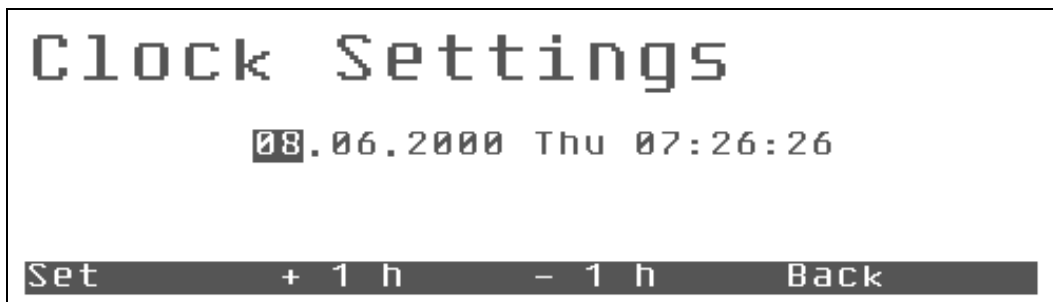 Clock Settings
08.06.2000 Thu 07:26:26
Set + 1 h - 1 h Back